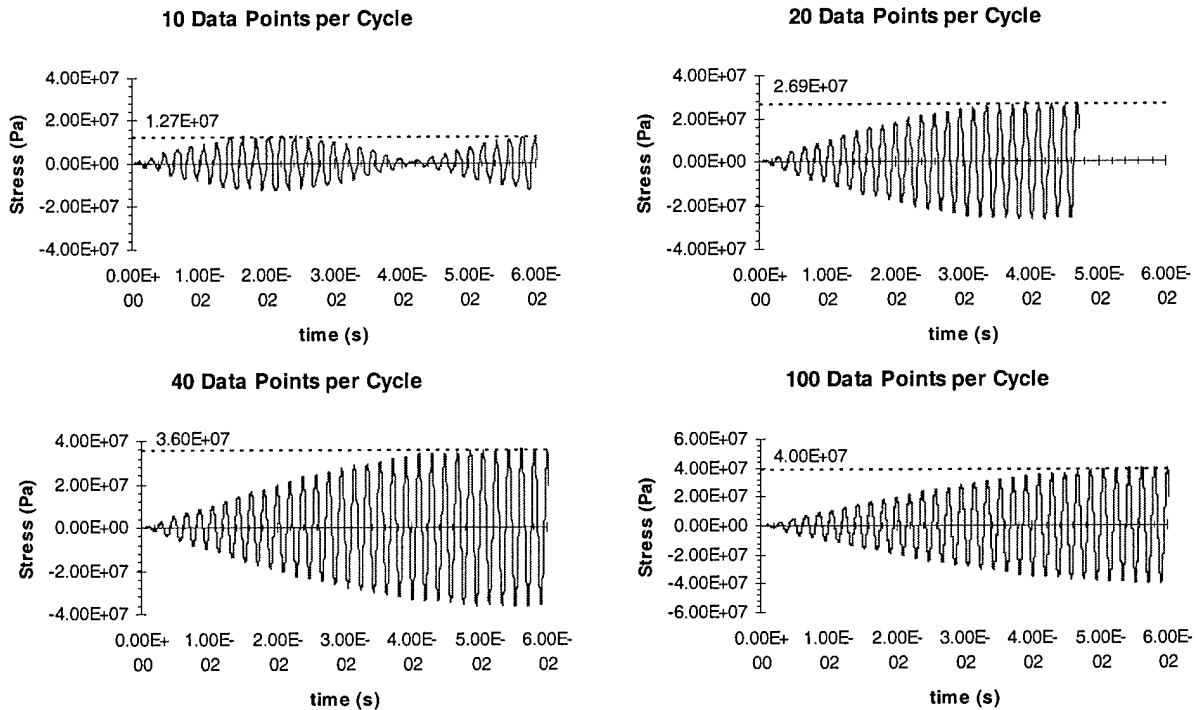 10 Data Points per Cycle
4.00E+07
2.00E+07
0.00E+00
-2.00E+07
-4.00E+07
1.27E+07
Stress (Pa)
0.00E+ 1.00E- 2.00E- 3.00E- 4.00E- 5.00E- 6.00E-
00 02 02 02 02 02 02
time (s)
20 Data Points per Cycle
4.00E+07
2.00E+07
0.00E+00
-2.00E+07
-4.00E+07
2.69E+07
Stress (Pa)
0.00E+ 1.00E- 2.00E- 3.00E- 4.00E- 5.00E- 6.00E-
00 02 02 02 02 02 02
time (s)
40 Data Points per Cycle
4.00E+07
2.00E+07
0.00E+00
-2.00E+07
-4.00E+07
3.60E+07
Stress (Pa)
0.00E+ 1.00E- 2.00E- 3.00E- 4.00E- 5.00E- 6.00E-
00 02 02 02 02 02 02
time (s)
100 Data Points per Cycle
6.00E+07
4.00E+07
2.00E+07
0.00E+00
-2.00E+07
-4.00E+07
-6.00E+07
4.00E+07
Stress (Pa)
0.00E+ 1.00E- 2.00E- 3.00E- 4.00E- 5.00E- 6.00E-
00 02 02 02 02 02 02
time (s)